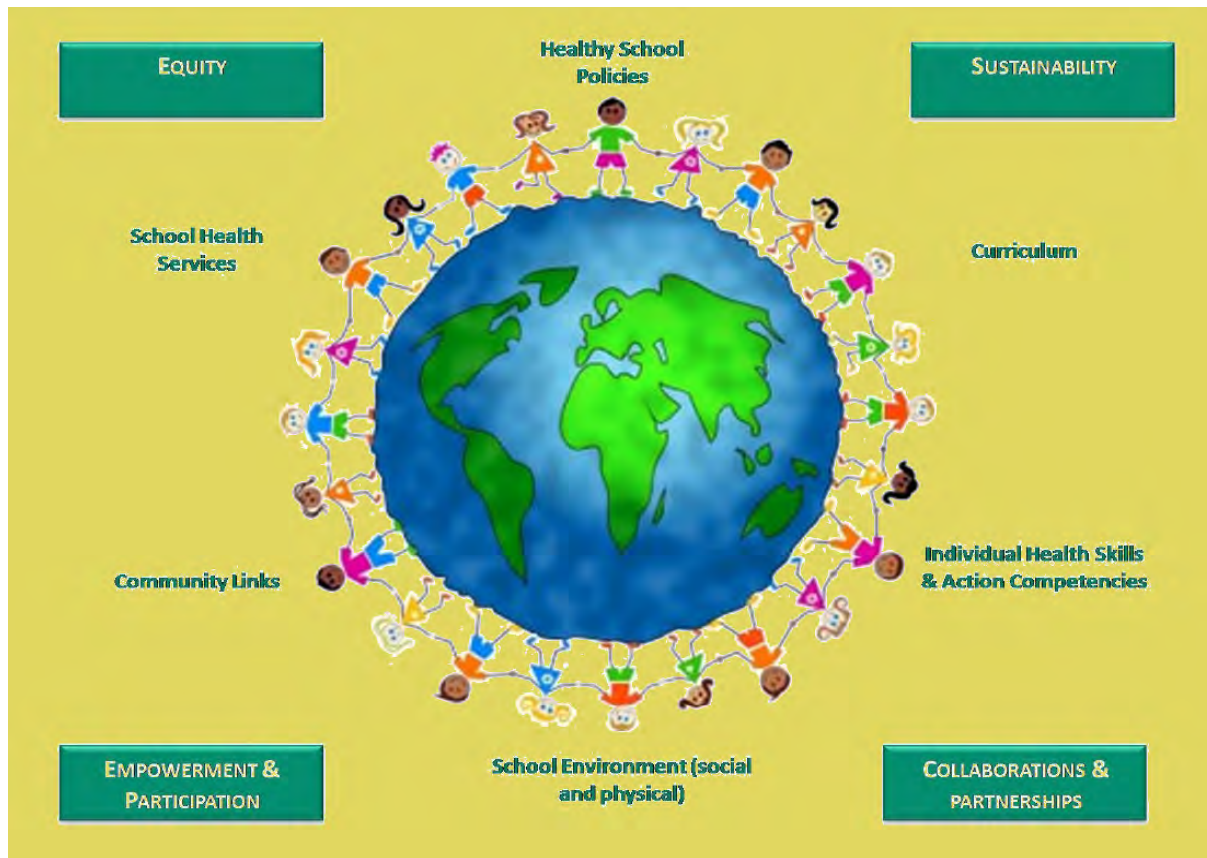 EQUITY
Healthy School
Policies
SUSTAINABILITY
School Health
Services
Curriculum
Community Links
Individual Health Skills
& Action Competencies
EMPOWERMENT &
PARTICIPATION
School Environment (social
and physical)
COLLABORATIONS &
PARTNERSHIPS